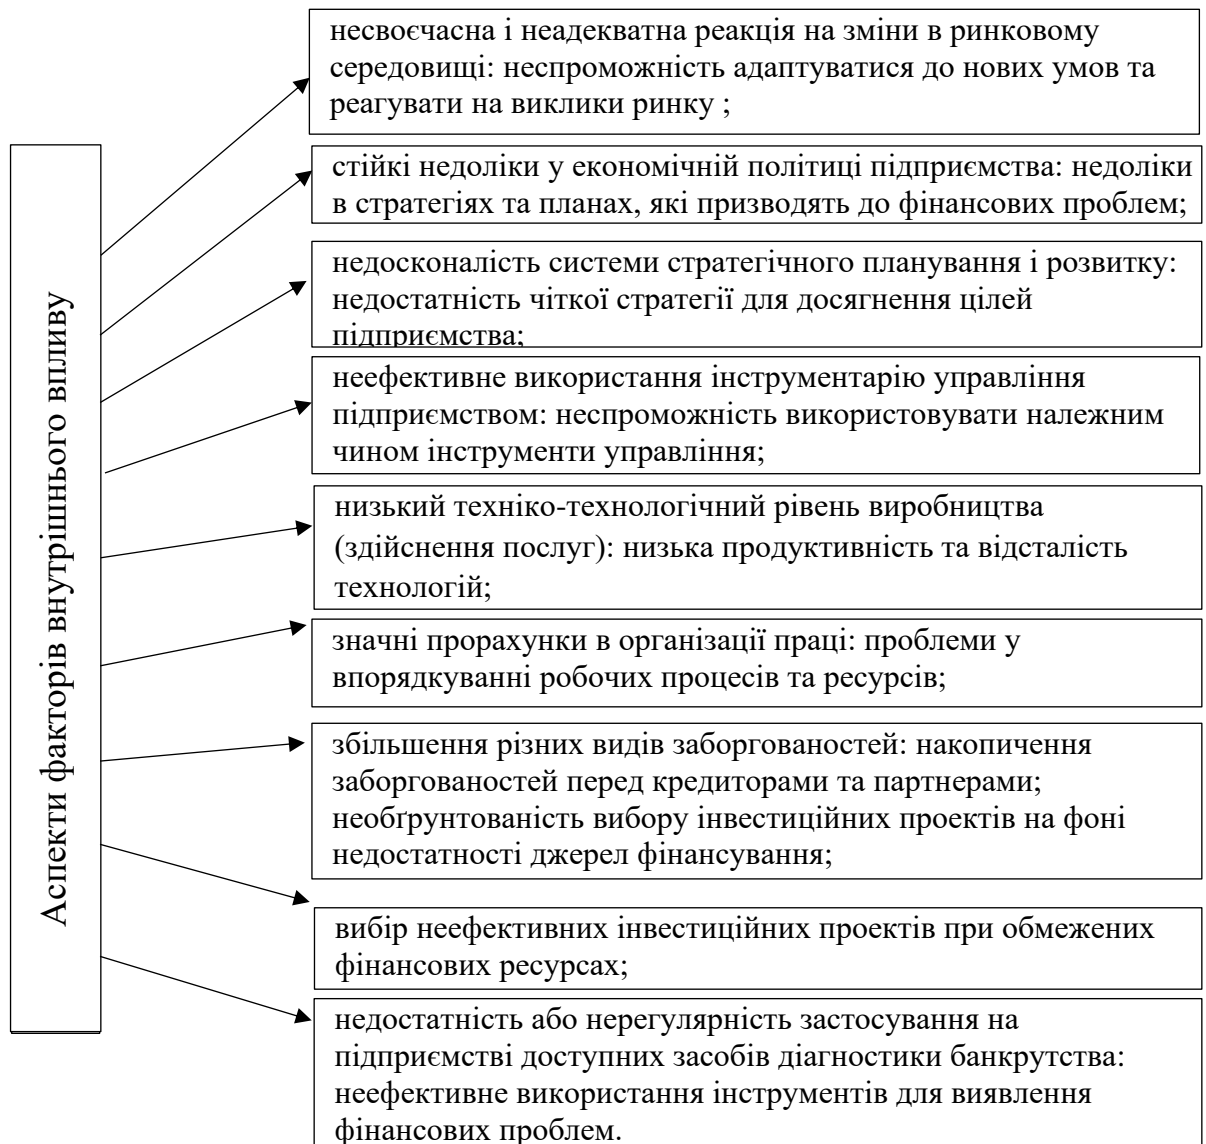 несвоєчасна і неадекватна реакція на зміни в ринковому
середовищі: неспроможність адаптуватися до нових умов та
реагувати на виклики ринку ;
стійкі недоліки у економічній політиці підприємства: недоліки
в стратегіях та планах, які призводять до фінансових проблем;
недосконалість системи стратегічного планування і розвитку:
недостатність чіткої стратегії для досягнення цілей
підприємства;
неефективне використання інструментарію управління
підприємством: неспроможність використовувати належним
чином інструменти управління;
низький техніко-технологічний рівень виробництва
(здійснення послуг): низька продуктивність та відсталість
технологій;
значні прорахунки в організації праці: проблеми у
впорядкуванні робочих процесів та ресурсів;
збільшення різних видів заборгованостей: накопичення
заборгованостей перед кредиторами та партнерами;
необґрунтованість вибору інвестиційних проектів на фоні
недостатності джерел фінансування;
вибір неефективних інвестиційних проектів при обмежених
фінансових ресурсах;
недостатність або нерегулярність застосування на
підприємстві доступних засобів діагностики банкрутства:
неефективне використання інструментів для виявлення
фінансових проблем.
Аспекти факторів внутрішнього впливу